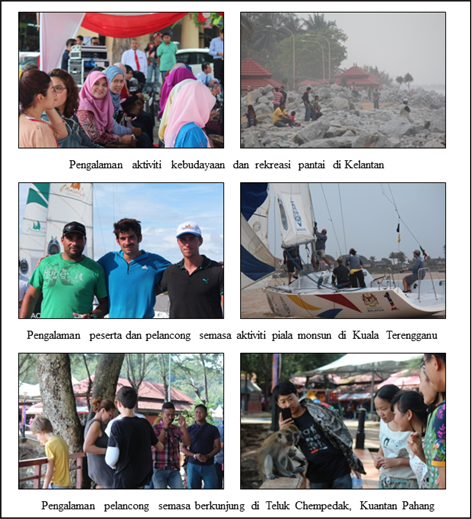 Pengalaman aktiviti kebudayaan dan rekreasi pantai di Kelantan
Pengalaman peserta dan pelancong semasa aktiviti piala monsun di Kuala Terengganu
Pengalaman pelancong semasa berkunjung di Teluk Chempedak, Kuantan Pahang